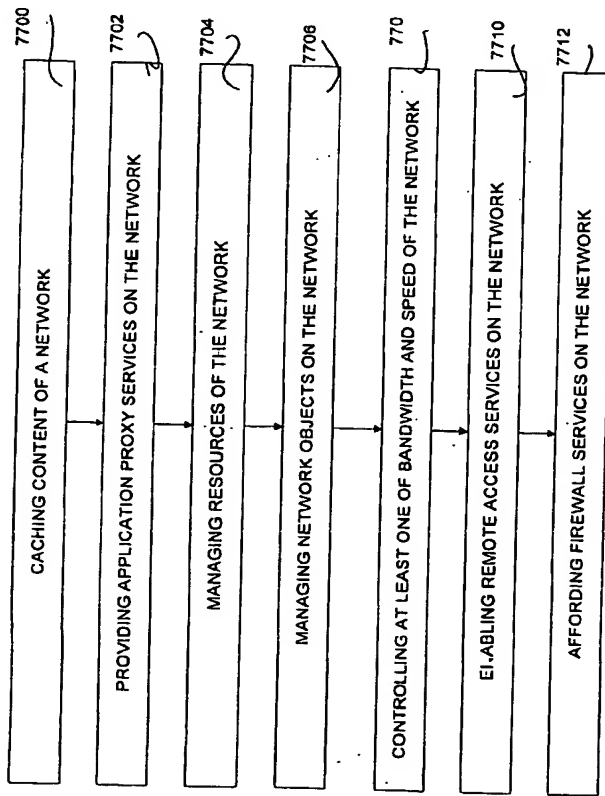 7700
CACHING CONTENT OF A NETWORK
7702
PROVIDING APPLICATION PROXY SERVICES ON THE NETWORK
7704
MANAGING RESOURCES OF THE NETWORK
7706
MANAGING NETWORK OBJECTS ON THE NETWORK
770
CONTROLLING AT LEAST ONE OF BANDWIDTH AND SPEED OF THE NETWORK
7710
EI.ABLING REMOTE ACCESS SERVICES ON THE NETWORK
7712
AFFORDING FIREWALL SERVICES ON THE NETWORK